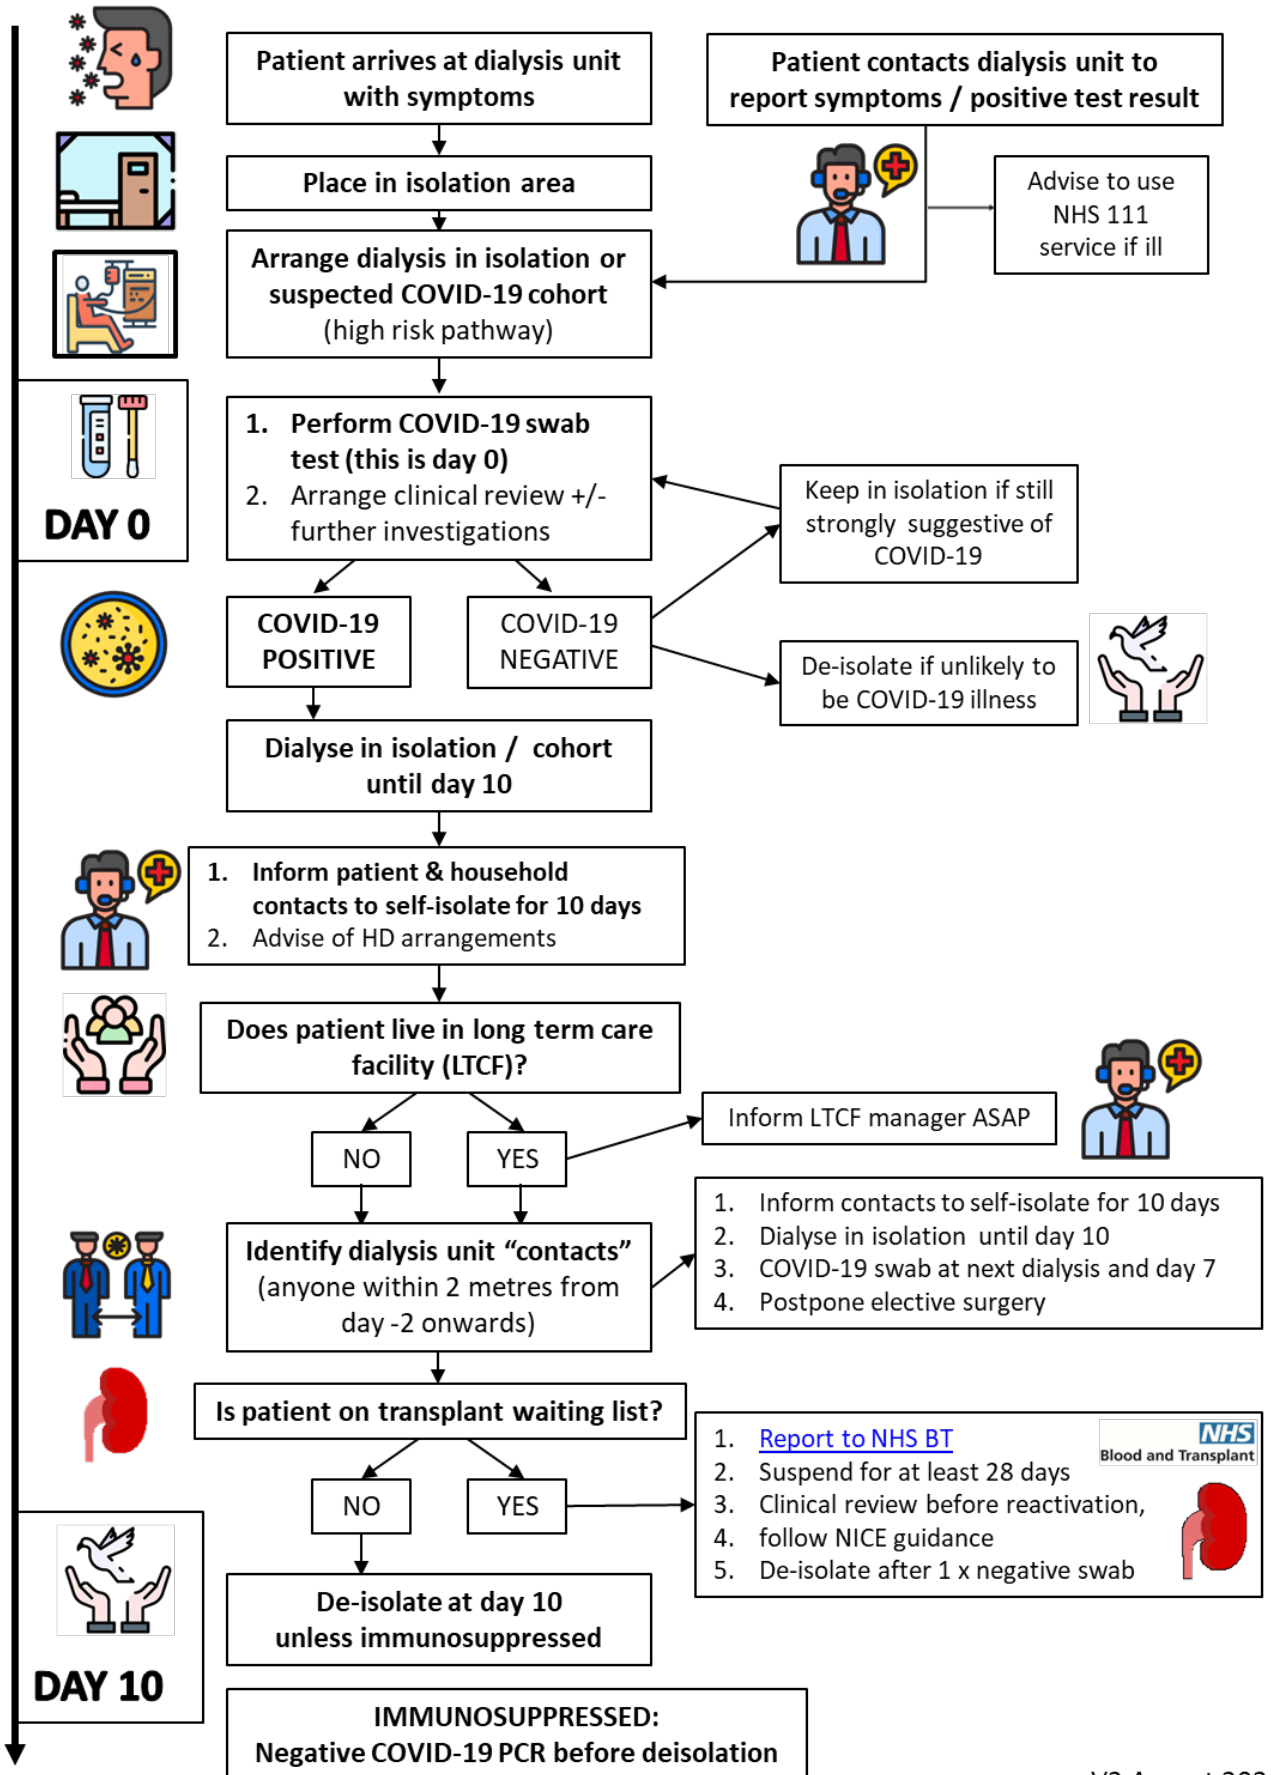 Patient arrives at dialysis unit
with symptoms
Patient contacts dialysis unit to
report symptoms / positive test result
Place in isolation area
Advise to use
NHS 111
service if ill
Arrange dialysis in isolation or
suspected COVID-19 cohort
(high risk pathway)
DAY 0
1. Perform COVID-19 swab
test (this is day 0)
2. Arrange clinical review +/-
further investigations
Keep in isolation if still
strongly suggestive of
COVID-19
COVID-19
POSITIVE
COVID-19
NEGATIVE
De-isolate if unlikely to
be COVID-19 illness
Dialyse in isolation / cohort
until day 10
1. Inform patient & household
contacts to self-isolate for 10 days
2. Advise of HD arrangements
Does patient live in long term care
facility (LTCF)?
NO
YES
Inform LTCF manager ASAP
Identify dialysis unit “contacts”
(anyone within 2 metres from
day -2 onwards)
1. Inform contacts to self-isolate for 10 days
2. Dialyse in isolation until day 10
3. COVID-19 swab at next dialysis and day 7
4. Postpone elective surgery
Is patient on transplant waiting list?
NO
YES
1. Report to NHS BT
2. Suspend for at least 28 days
3. Clinical review before reactivation,
4. follow NICE guidance
5. De-isolate after 1 x negative swab
NHS
Blood and Transplant
De-isolate at day 10
unless immunosuppressed
DAY 10
IMMUNOSUPPRESSED:
Negative COVID-19 PCR before deisolation